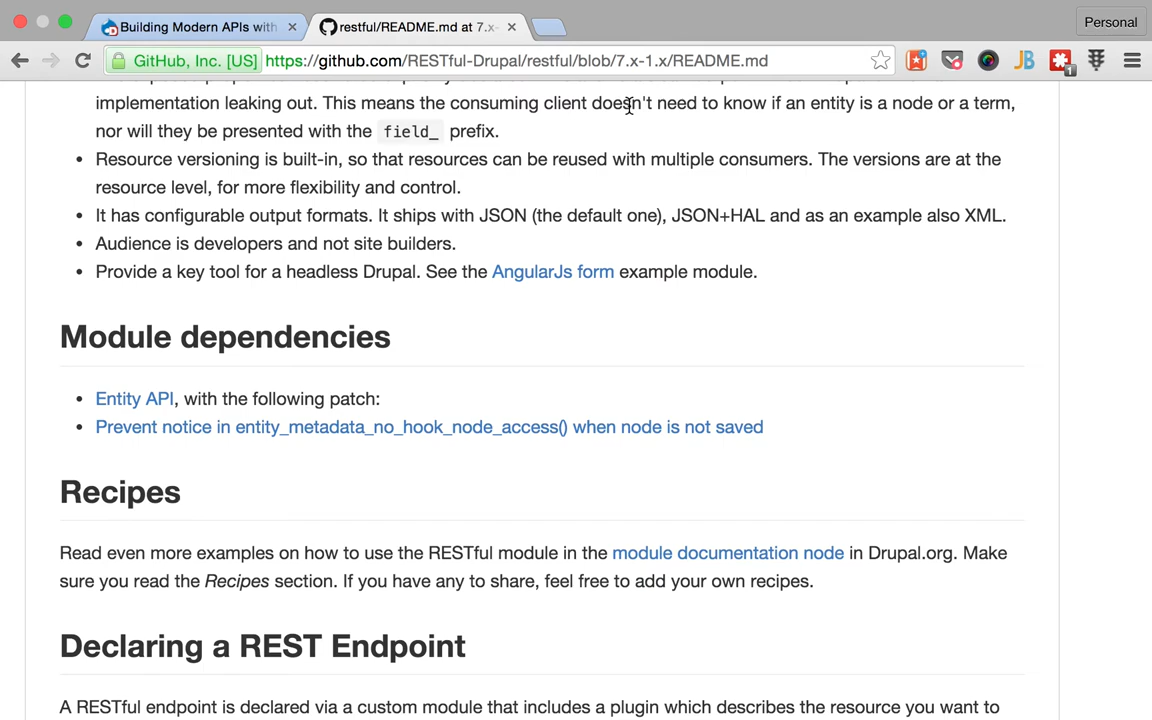 Building Modern APIs with
restful/README.md at 7.x-
Personal
GitHub, Inc. [US]
https://github.com/RESTful-Drupal/restful/blob/7.x-1.x/README.md
JB
1
implementation leaking out. This means the consuming client doesn't need to know if an entity is a node or a term,
nor will they be presented with the field_ prefix.
• Resource versioning is built-in, so that resources can be reused with multiple consumers. The versions are at the
resource level, for more flexibility and control.
• It has configurable output formats. It ships with JSON (the default one), JSON+HAL and as an example also XML.
• Audience is developers and not site builders.
• Provide a key tool for a headless Drupal. See the AngularJs form example module.
Module dependencies
• Entity API, with the following patch:
• Prevent notice in entity_metadata_no_hook_node_access() when node is not saved
Recipes
Read even more examples on how to use the RESTful module in the module documentation node in Drupal.org. Make
sure you read the Recipes section. If you have any to share, feel free to add your own recipes.
Declaring a REST Endpoint
A RESTful endpoint is declared via a custom module that includes a plugin which describes the resource you want to